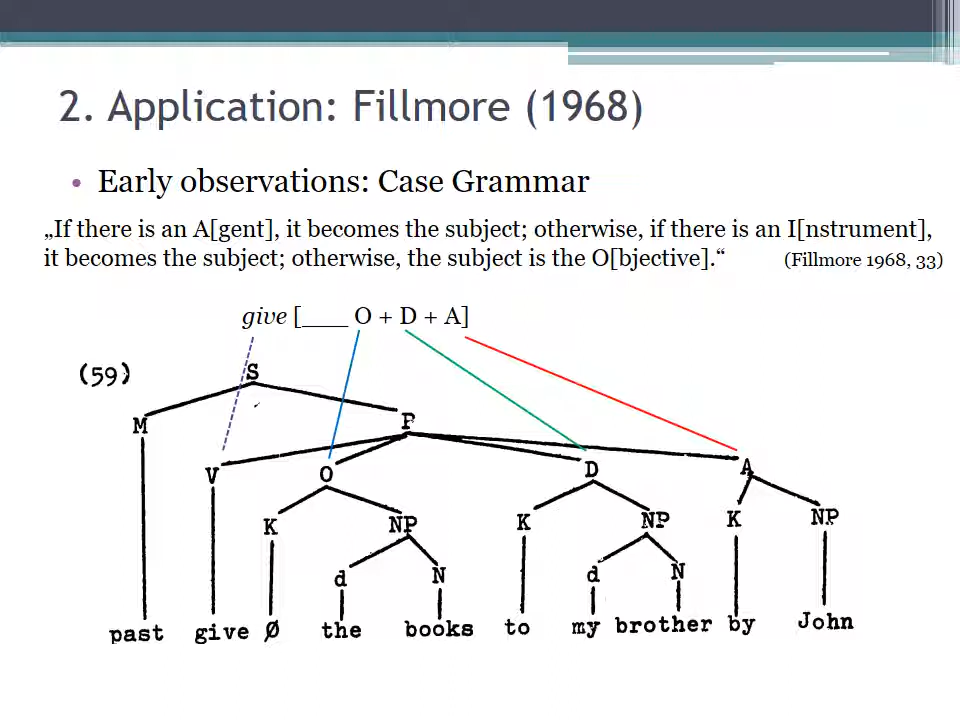 2. Application: Fillmore (1968)
• Early observations: Case Grammar
„If there is an A[gent], it becomes the subject; otherwise, if there is an I[nstrument],
it becomes the subject; otherwise, the subject is the O[bjective].“ (Fillmore 1968, 33)
give [___ O + D + A]
(59) S
M P
V O D A
K NP K NP K NP
d N d N
past give Ø the books to my brother by John